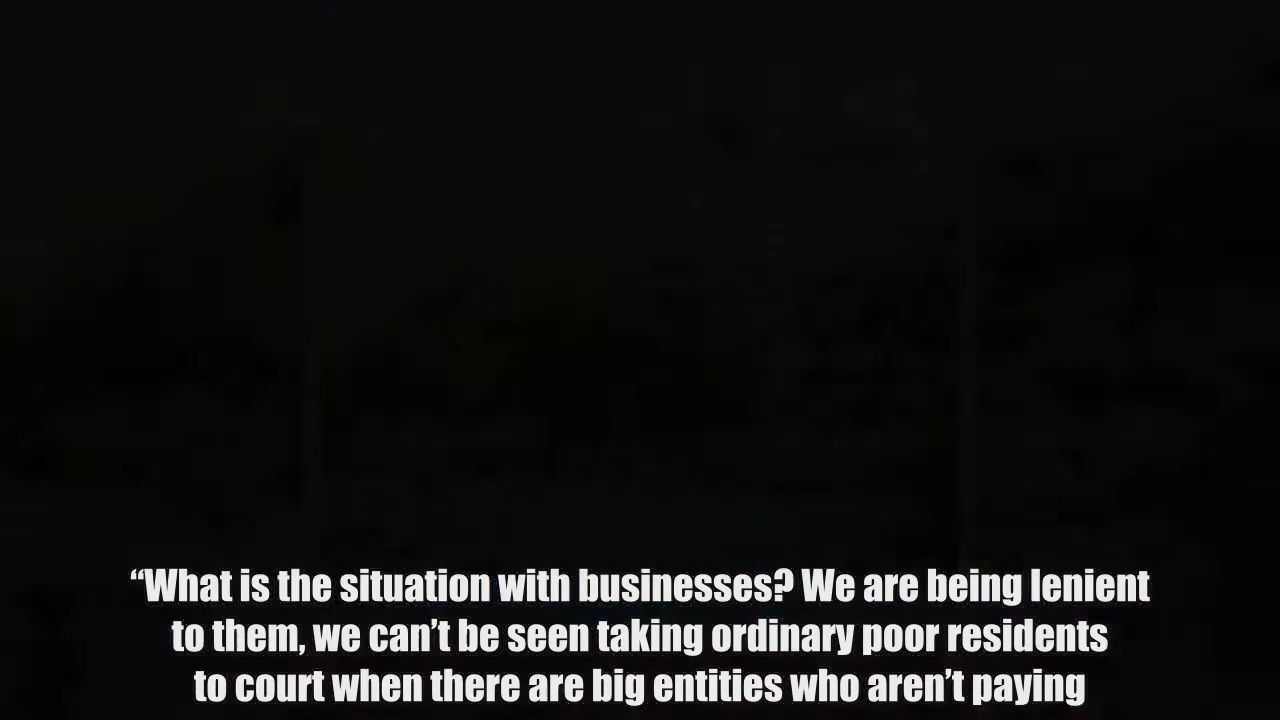 “What is the situation with businesses? We are being lenient
to them, we can’t be seen taking ordinary poor residents
to court when there are big entities who aren’t paying